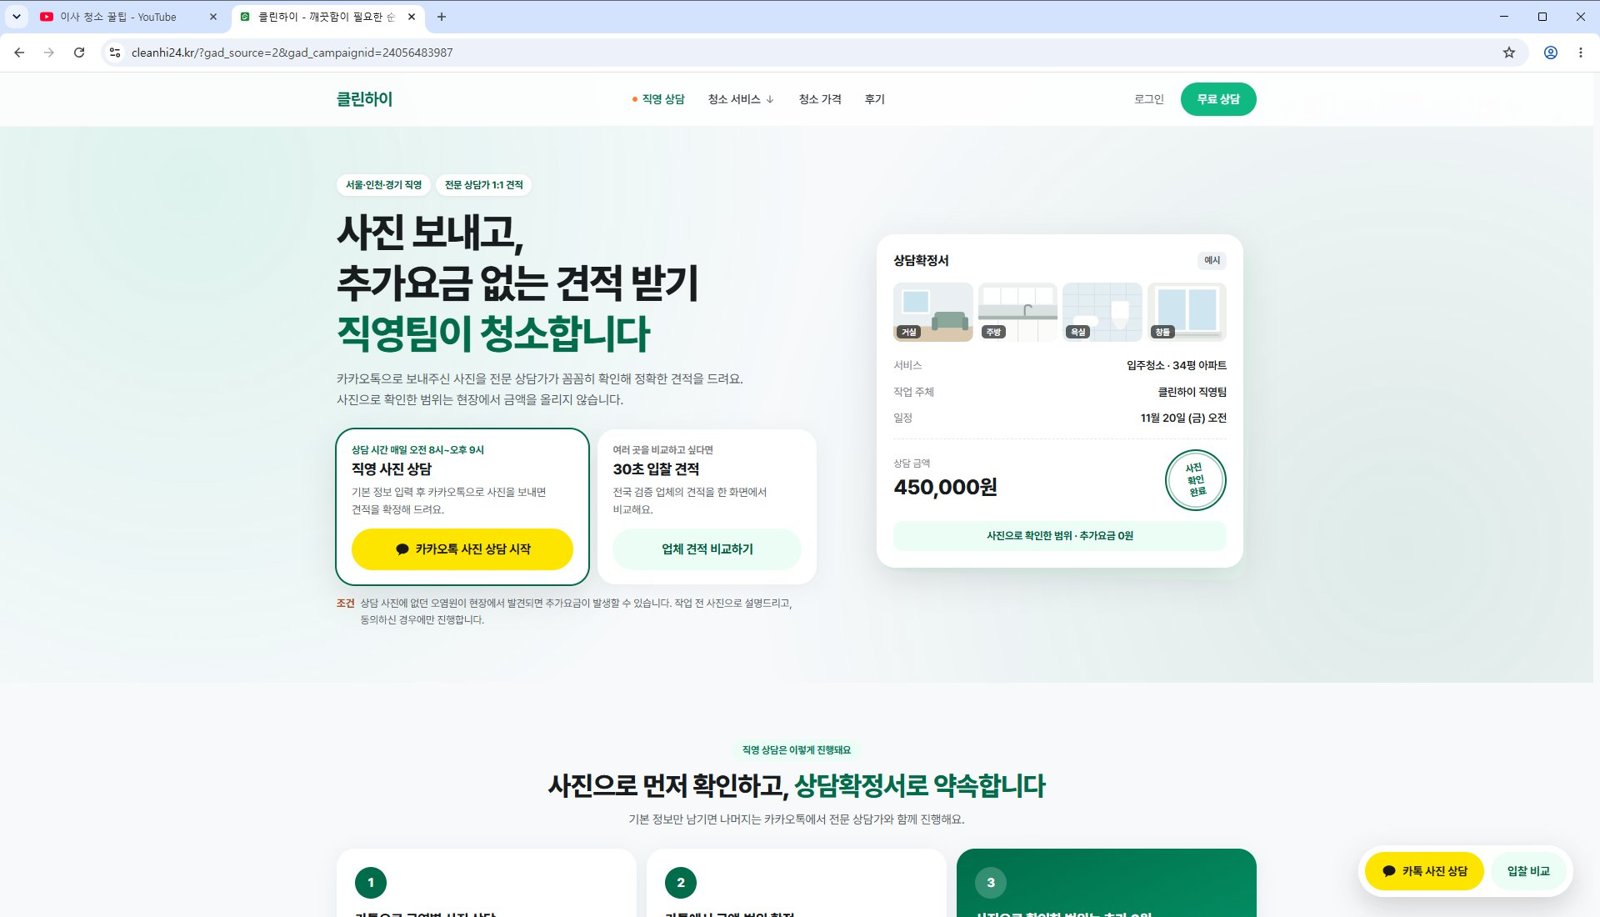 이사 청소 꿀팁 - YouTube
클린하이 - 깨끗함이 필요한 순
cleanhi24.kr/?gad_source=2&gad_campaignid=24056483987
클린하이
직영 상담
청소 서비스 ↓
청소 가격
후기
로그인
무료 상담
서울·인천·경기 직영
전문 상담가 1:1 견적
사진 보내고,
추가요금 없는 견적 받기
직영팀이 청소합니다
카카오톡으로 보내주신 사진을 전문 상담가가 꼼꼼히 확인해 정확한 견적을 드려요.
사진으로 확인한 범위는 현장에서 금액을 올리지 않습니다.
상담 시간 매일 오전 8시~오후 9시
직영 사진 상담
기본 정보 입력 후 카카오톡으로 사진을 보내면
견적을 확정해 드려요.
카카오톡 사진 상담 시작
여러 곳을 비교하고 싶다면
30초 입찰 견적
전국 검증 업체의 견적을 한 화면에서
비교해요.
업체 견적 비교하기
조건 상담 사진에 없던 오염원이 현장에서 발견되면 추가요금이 발생할 수 있습니다. 작업 전 사진으로 설명드리고,
동의하신 경우에만 진행합니다.
상담확정서
예시
거실
주방
욕실
창틀
서비스
입주청소 · 34평 아파트
작업 주체
클린하이 직영팀
일정
11월 20일 (금) 오전
상담 금액
450,000원
사진
확인
완료
사진으로 확인한 범위 · 추가요금 0원
직영 상담은 이렇게 진행돼요
사진으로 먼저 확인하고, 상담확정서로 약속합니다
기본 정보만 남기면 나머지는 카카오톡에서 전문 상담가와 함께 진행해요.
1
2
3
카톡 사진 상담
입찰 비교